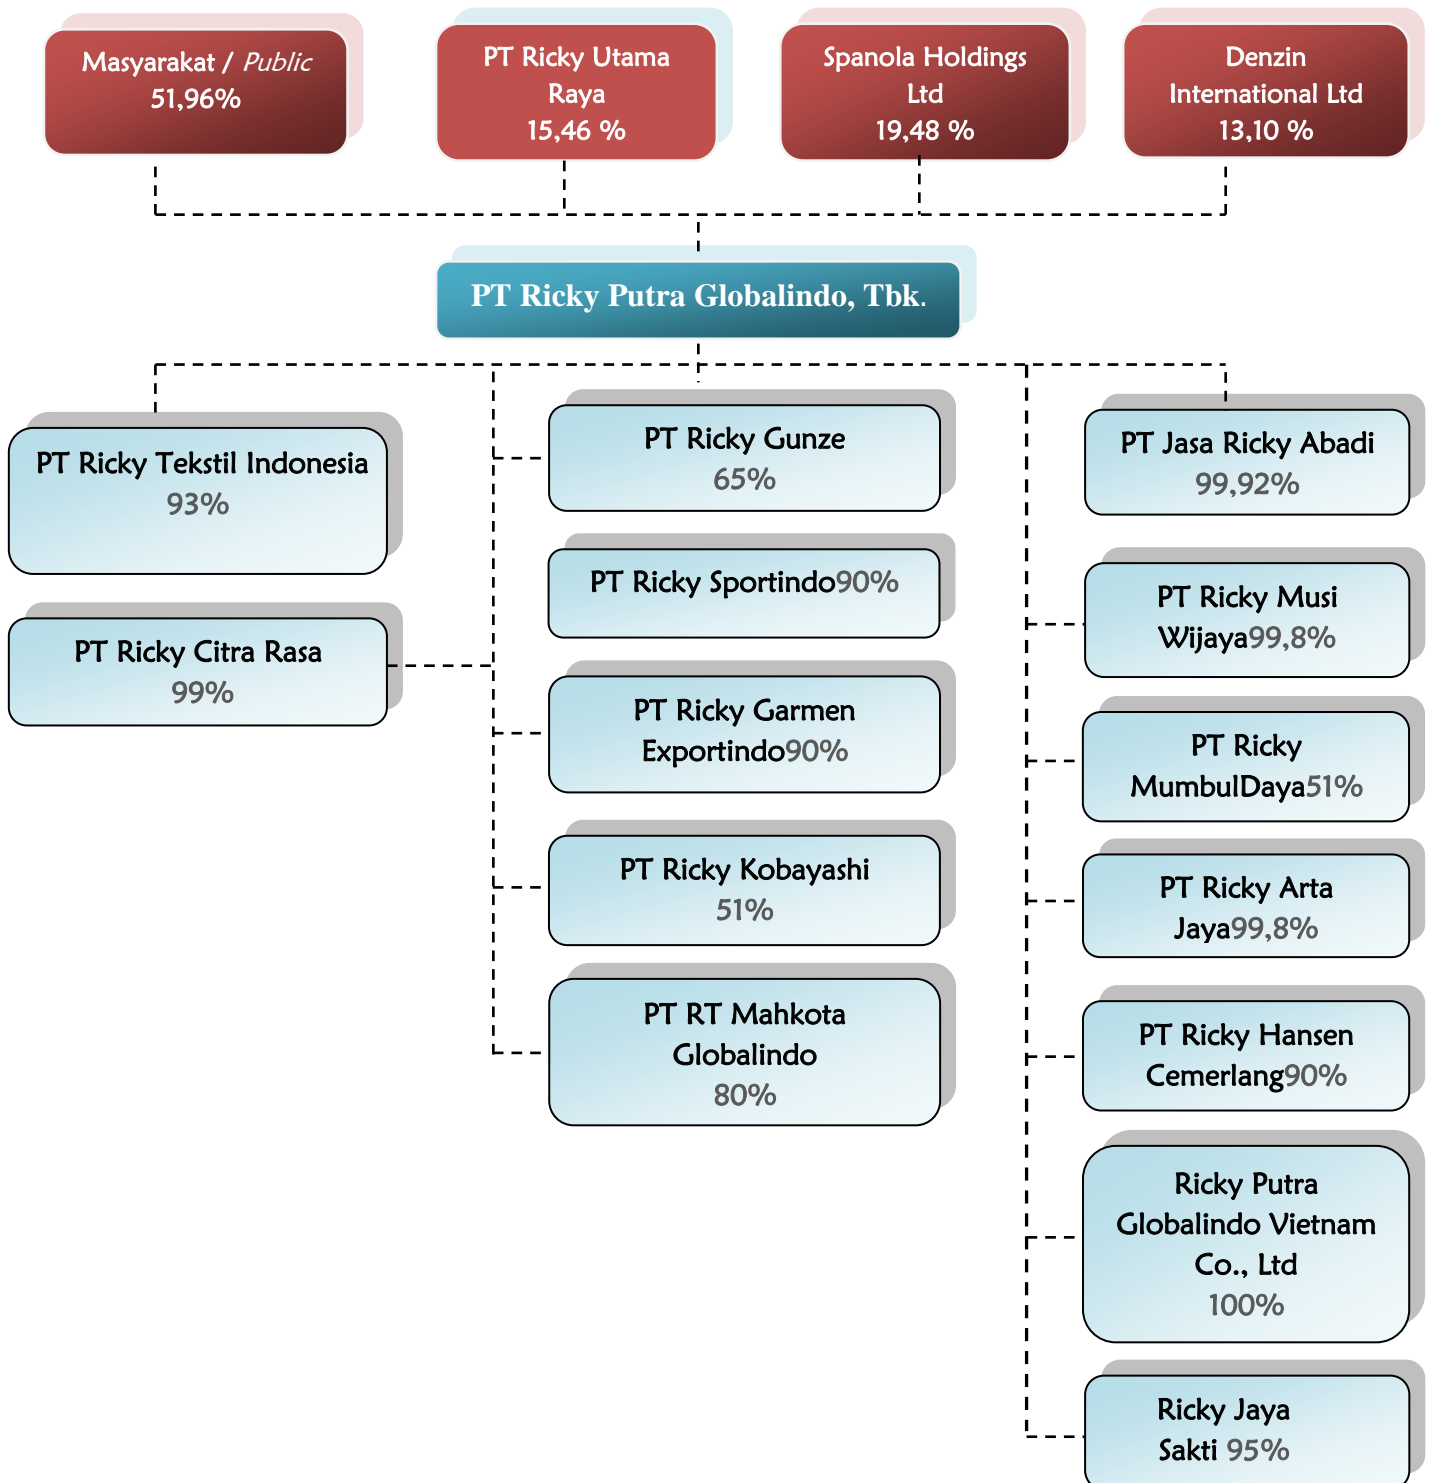 Masyarakat / Public
51,96%
PT Ricky Utama
Raya
15,46 %
Spanola Holdings
Ltd
19,48 %
Denzin
International Ltd
13,10 %
PT Ricky Putra Globalindo, Tbk.
PT Ricky Tekstil Indonesia
93%
PT Ricky Citra Rasa
99%
PT Ricky Gunze
65%
PT Ricky Sportindo90%
PT Ricky Garmen
Exportindo90%
PT Ricky Kobayashi
51%
PT RT Mahkota
Globalindo
80%
PT Jasa Ricky Abadi
99,92%
PT Ricky Musi
Wijaya99,8%
PT Ricky
MumbulDaya51%
PT Ricky Arta
Jaya99,8%
PT Ricky Hansen
Cemerlang90%
Ricky Putra
Globalindo Vietnam
Co., Ltd
100%
Ricky Jaya
Sakti 95%